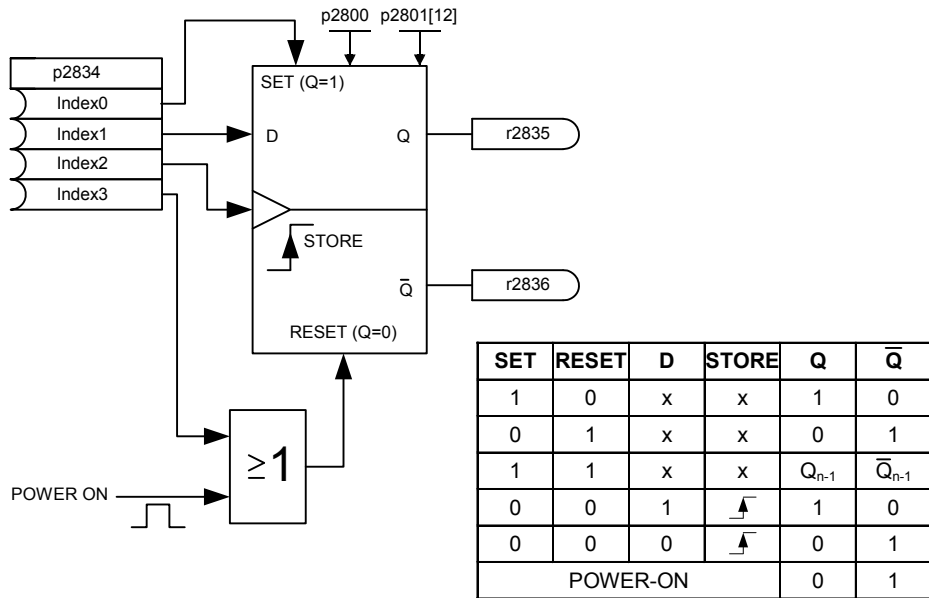 p2800 p2801[12]
p2834
Index0
Index1
Index2
Index3
SET (Q=1)
D Q
r2835
STORE
Q̅
r2836
RESET (Q=0)
≥1
POWER ON
SET RESET D STORE Q Q̅
1 0 x x 1 0
0 1 x x 0 1
1 1 x x Qn-1 Q̅n-1
0 0 1 1 0
0 0 0 0 1
POWER-ON 0 1